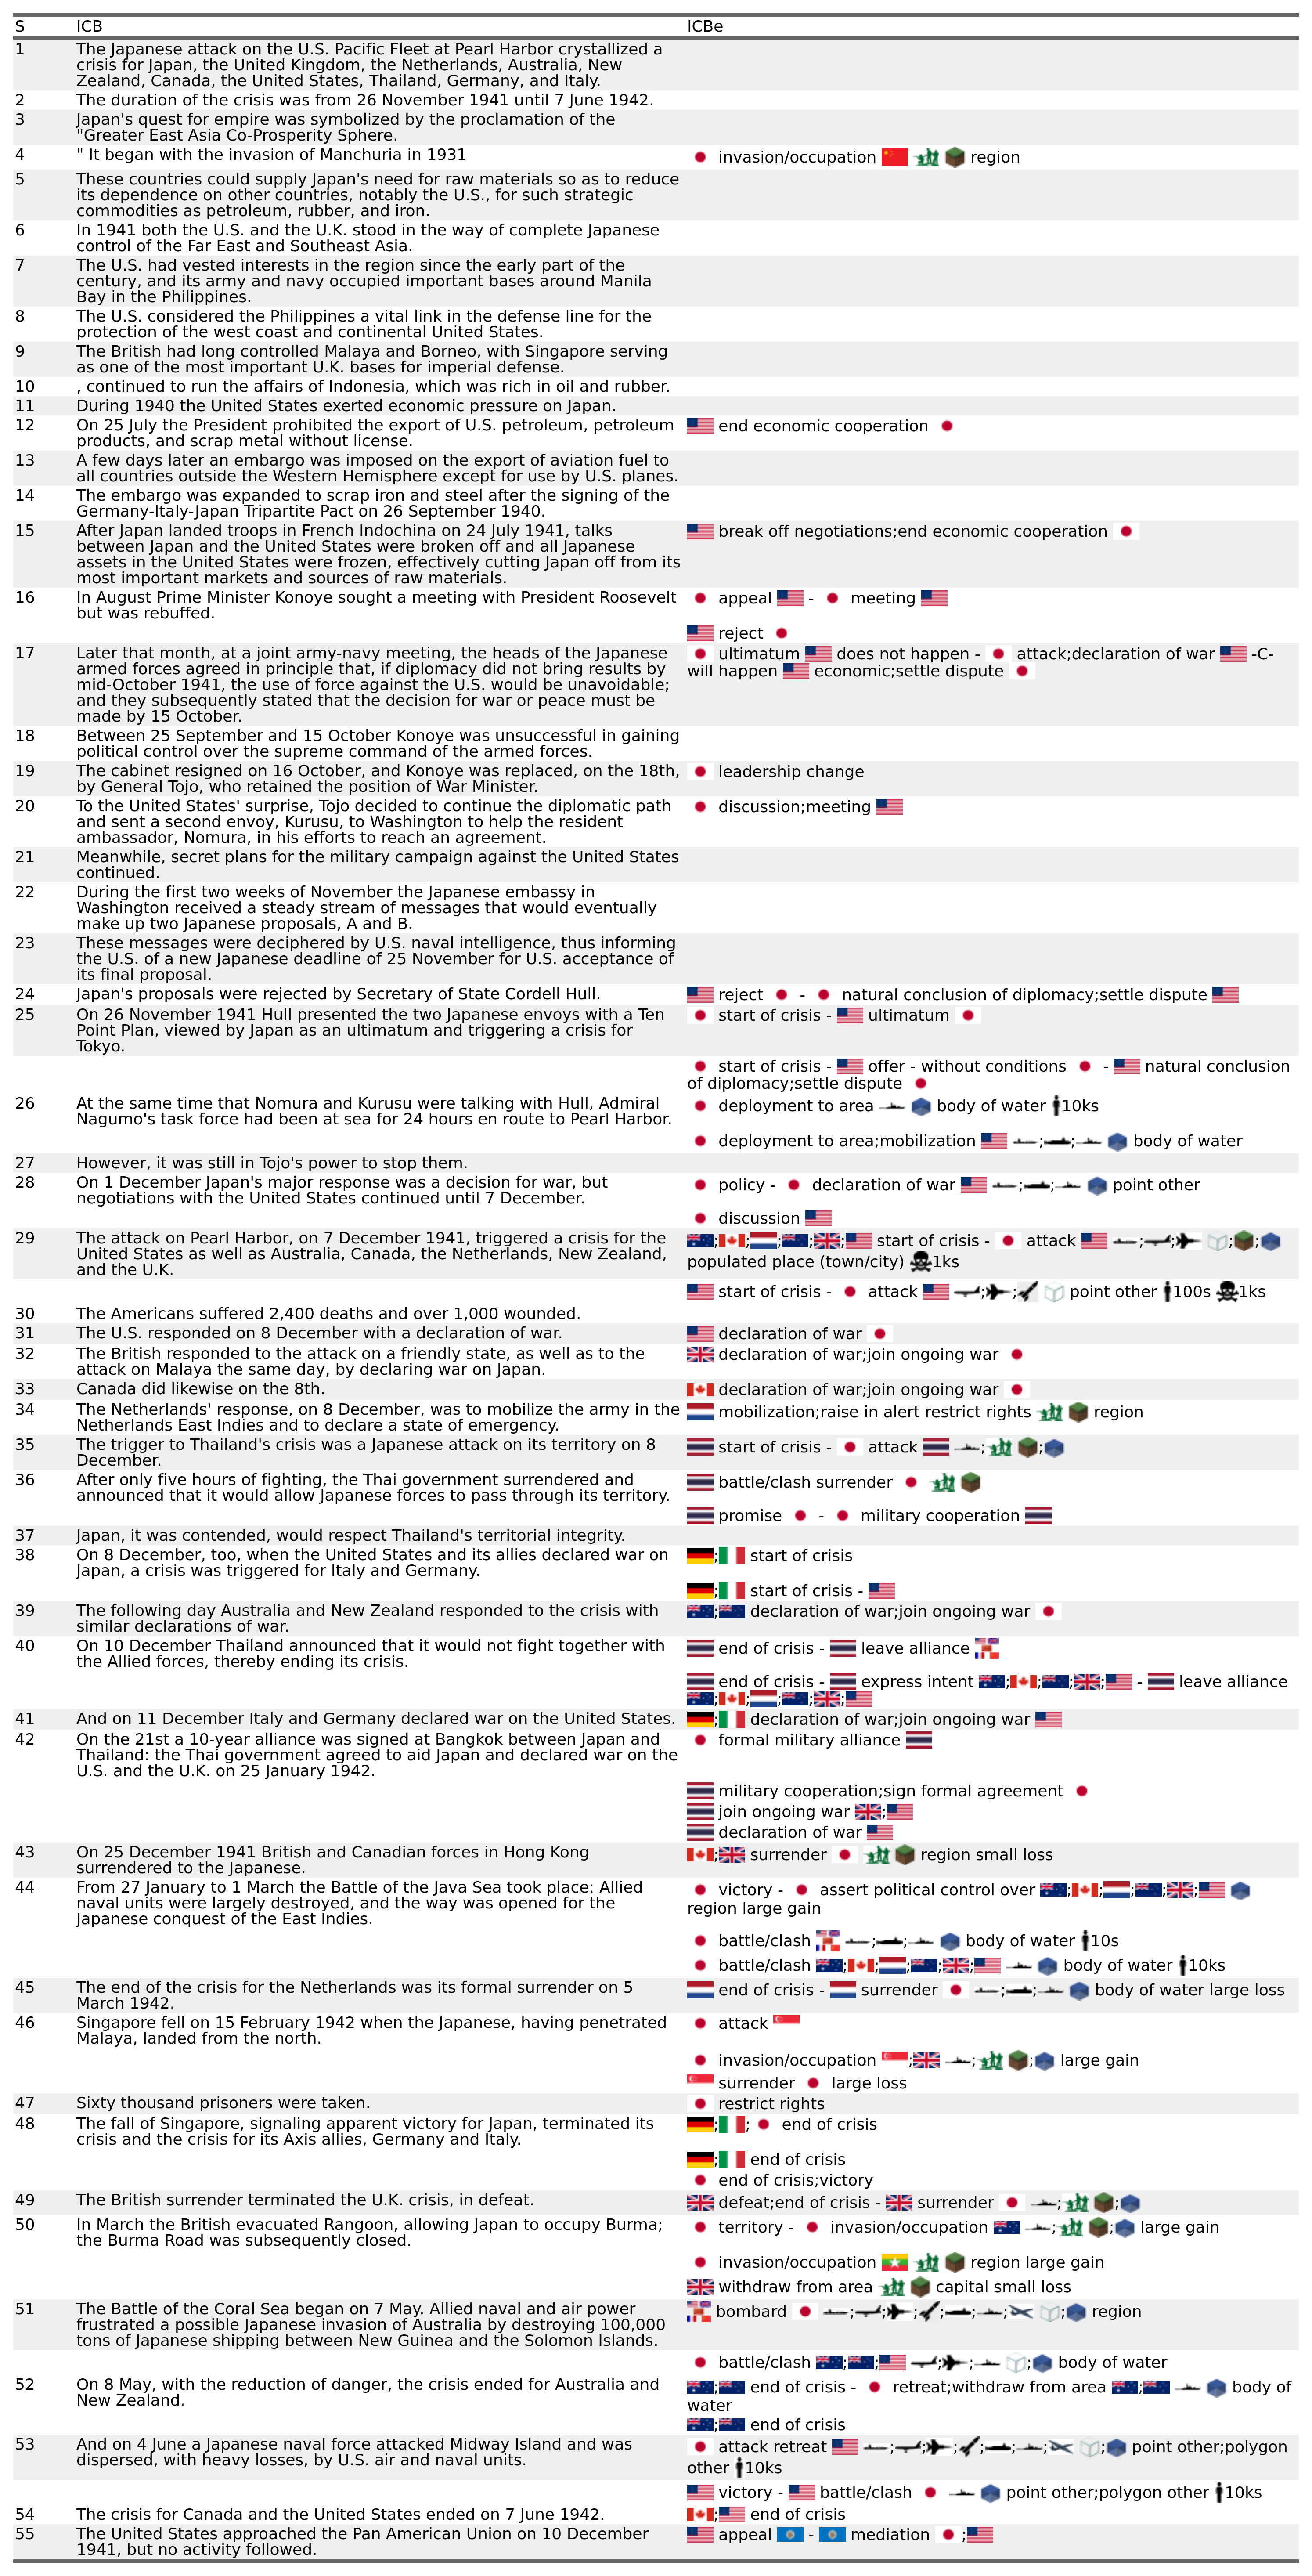 S ICB ICBe
1 The Japanese attack on the U.S. Pacific Fleet at Pearl Harbor crystallized a
crisis for Japan, the United Kingdom, the Netherlands, Australia, New
Zealand, Canada, the United States, Thailand, Germany, and Italy.
2 The duration of the crisis was from 26 November 1941 until 7 June 1942.
3 Japan's quest for empire was symbolized by the proclamation of the
"Greater East Asia Co-Prosperity Sphere.
4 " It began with the invasion of Manchuria in 1931 invasion/occupation region
5 These countries could supply Japan's need for raw materials so as to reduce
its dependence on other countries, notably the U.S., for such strategic
commodities as petroleum, rubber, and iron.
6 In 1941 both the U.S. and the U.K. stood in the way of complete Japanese
control of the Far East and Southeast Asia.
7 The U.S. had vested interests in the region since the early part of the
century, and its army and navy occupied important bases around Manila
Bay in the Philippines.
8 The U.S. considered the Philippines a vital link in the defense line for the
protection of the west coast and continental United States.
9 The British had long controlled Malaya and Borneo, with Singapore serving
as one of the most important U.K. bases for imperial defense.
10 , continued to run the affairs of Indonesia, which was rich in oil and rubber.
11 During 1940 the United States exerted economic pressure on Japan.
12 On 25 July the President prohibited the export of U.S. petroleum, petroleum end economic cooperation
products, and scrap metal without license.
13 A few days later an embargo was imposed on the export of aviation fuel to
all countries outside the Western Hemisphere except for use by U.S. planes.
14 The embargo was expanded to scrap iron and steel after the signing of the
Germany-Italy-Japan Tripartite Pact on 26 September 1940.
15 After Japan landed troops in French Indochina on 24 July 1941, talks break off negotiations;end economic cooperation
between Japan and the United States were broken off and all Japanese
assets in the United States were frozen, effectively cutting Japan off from its
most important markets and sources of raw materials.
16 In August Prime Minister Konoye sought a meeting with President Roosevelt appeal - meeting
but was rebuffed.
reject
17 Later that month, at a joint army-navy meeting, the heads of the Japanese ultimatum does not happen - attack;declaration of war -C-
armed forces agreed in principle that, if diplomacy did not bring results by will happen economic;settle dispute
mid-October 1941, the use of force against the U.S. would be unavoidable;
and they subsequently stated that the decision for war or peace must be
made by 15 October.
18 Between 25 September and 15 October Konoye was unsuccessful in gaining
political control over the supreme command of the armed forces.
19 The cabinet resigned on 16 October, and Konoye was replaced, on the 18th, leadership change
by General Tojo, who retained the position of War Minister.
20 To the United States' surprise, Tojo decided to continue the diplomatic path discussion;meeting
and sent a second envoy, Kurusu, to Washington to help the resident
ambassador, Nomura, in his efforts to reach an agreement.
21 Meanwhile, secret plans for the military campaign against the United States
continued.
22 During the first two weeks of November the Japanese embassy in
Washington received a steady stream of messages that would eventually
make up two Japanese proposals, A and B.
23 These messages were deciphered by U.S. naval intelligence, thus informing
the U.S. of a new Japanese deadline of 25 November for U.S. acceptance of
its final proposal.
24 Japan's proposals were rejected by Secretary of State Cordell Hull. reject - natural conclusion of diplomacy;settle dispute
25 On 26 November 1941 Hull presented the two Japanese envoys with a Ten start of crisis - ultimatum
Point Plan, viewed by Japan as an ultimatum and triggering a crisis for
Tokyo.
start of crisis - offer - without conditions - natural conclusion
of diplomacy;settle dispute
26 At the same time that Nomura and Kurusu were talking with Hull, Admiral deployment to area body of water 10ks
Nagumo's task force had been at sea for 24 hours en route to Pearl Harbor.
deployment to area;mobilization ; ; body of water
27 However, it was still in Tojo's power to stop them.
28 On 1 December Japan's major response was a decision for war, but policy - declaration of war ; ; point other
negotiations with the United States continued until 7 December.
discussion
29 The attack on Pearl Harbor, on 7 December 1941, triggered a crisis for the ; ; ; ; ; start of crisis - attack ; ; ; ;
United States as well as Australia, Canada, the Netherlands, New Zealand, populated place (town/city) 1ks
and the U.K.
start of crisis - attack ; ; point other 100s 1ks
30 The Americans suffered 2,400 deaths and over 1,000 wounded.
31 The U.S. responded on 8 December with a declaration of war. declaration of war
32 The British responded to the attack on a friendly state, as well as to the declaration of war;join ongoing war
attack on Malaya the same day, by declaring war on Japan.
33 Canada did likewise on the 8th. declaration of war;join ongoing war
34 The Netherlands' response, on 8 December, was to mobilize the army in the mobilization;raise in alert restrict rights region
Netherlands East Indies and to declare a state of emergency.
35 The trigger to Thailand's crisis was a Japanese attack on its territory on 8 start of crisis - attack ; ;
December.
36 After only five hours of fighting, the Thai government surrendered and battle/clash surrender
announced that it would allow Japanese forces to pass through its territory.
promise - military cooperation
37 Japan, it was contended, would respect Thailand's territorial integrity.
38 On 8 December, too, when the United States and its allies declared war on ; start of crisis
Japan, a crisis was triggered for Italy and Germany.
; start of crisis -
39 The following day Australia and New Zealand responded to the crisis with ; declaration of war;join ongoing war
similar declarations of war.
40 On 10 December Thailand announced that it would not fight together with end of crisis - leave alliance
the Allied forces, thereby ending its crisis.
end of crisis - express intent ; ; ; ; - leave alliance
; ; ; ; ;
41 And on 11 December Italy and Germany declared war on the United States. ; declaration of war;join ongoing war
42 On the 21st a 10-year alliance was signed at Bangkok between Japan and formal military alliance
Thailand: the Thai government agreed to aid Japan and declared war on the
U.S. and the U.K. on 25 January 1942.
military cooperation;sign formal agreement
join ongoing war ;
declaration of war
43 On 25 December 1941 British and Canadian forces in Hong Kong ; surrender region small loss
surrendered to the Japanese.
44 From 27 January to 1 March the Battle of the Java Sea took place: Allied victory - assert political control over ; ; ; ; ;
naval units were largely destroyed, and the way was opened for the region large gain
Japanese conquest of the East Indies.
battle/clash ; ; body of water 10s
battle/clash ; ; ; ; ; body of water 10ks
45 The end of the crisis for the Netherlands was its formal surrender on 5 end of crisis - surrender ; ; body of water large loss
March 1942.
46 Singapore fell on 15 February 1942 when the Japanese, having penetrated attack
Malaya, landed from the north.
invasion/occupation ; ; ; large gain
surrender large loss
47 Sixty thousand prisoners were taken. restrict rights
48 The fall of Singapore, signaling apparent victory for Japan, terminated its ; ; end of crisis
crisis and the crisis for its Axis allies, Germany and Italy.
; end of crisis
end of crisis;victory
49 The British surrender terminated the U.K. crisis, in defeat. defeat;end of crisis - surrender ; ;
50 In March the British evacuated Rangoon, allowing Japan to occupy Burma; territory - invasion/occupation ; ; large gain
the Burma Road was subsequently closed.
invasion/occupation region large gain
withdraw from area capital small loss
51 The Battle of the Coral Sea began on 7 May. Allied naval and air power bombard ; ; ; ; ; ; ; region
frustrated a possible Japanese invasion of Australia by destroying 100,000
tons of Japanese shipping between New Guinea and the Solomon Islands.
battle/clash ; ; ; ; ; body of water
52 On 8 May, with the reduction of danger, the crisis ended for Australia and ; end of crisis - retreat;withdraw from area ; body of
New Zealand. water
; end of crisis
53 And on 4 June a Japanese naval force attacked Midway Island and was attack retreat ; ; ; ; ; ; ; point other;polygon
dispersed, with heavy losses, by U.S. air and naval units. other 10ks
victory - battle/clash point other;polygon other 10ks
54 The crisis for Canada and the United States ended on 7 June 1942. ; end of crisis
55 The United States approached the Pan American Union on 10 December appeal - mediation ;
1941, but no activity followed.